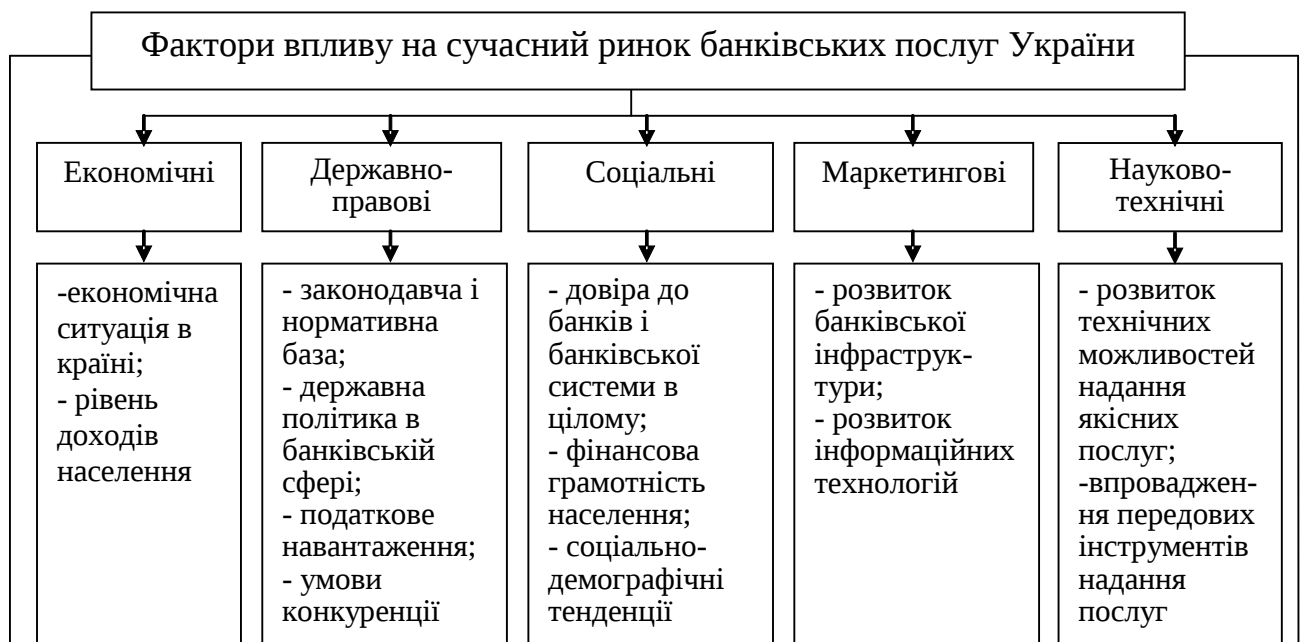 Фактори впливу на сучасний ринок банківських послуг України
Економічні
Державно-
правові
Соціальні
Маркетингові
Науково-
технічні
-економічна
ситуація в
країні;
- рівень
доходів
населення
- законодавча і
нормативна
база;
- державна
політика в
банківській
сфері;
- податкове
навантаження;
- умови
конкуренції
- довіра до
банків і
банківської
системи в
цілому;
- фінансова
грамотність
населення;
- соціально-
демографічні
тенденції
- розвиток
банківської
інфраструк-
тури;
- розвиток
інформаційних
технологій
- розвиток
технічних
можливостей
надання
якісних
послуг;
-впроваджен-
ня передових
інструментів
надання
послуг